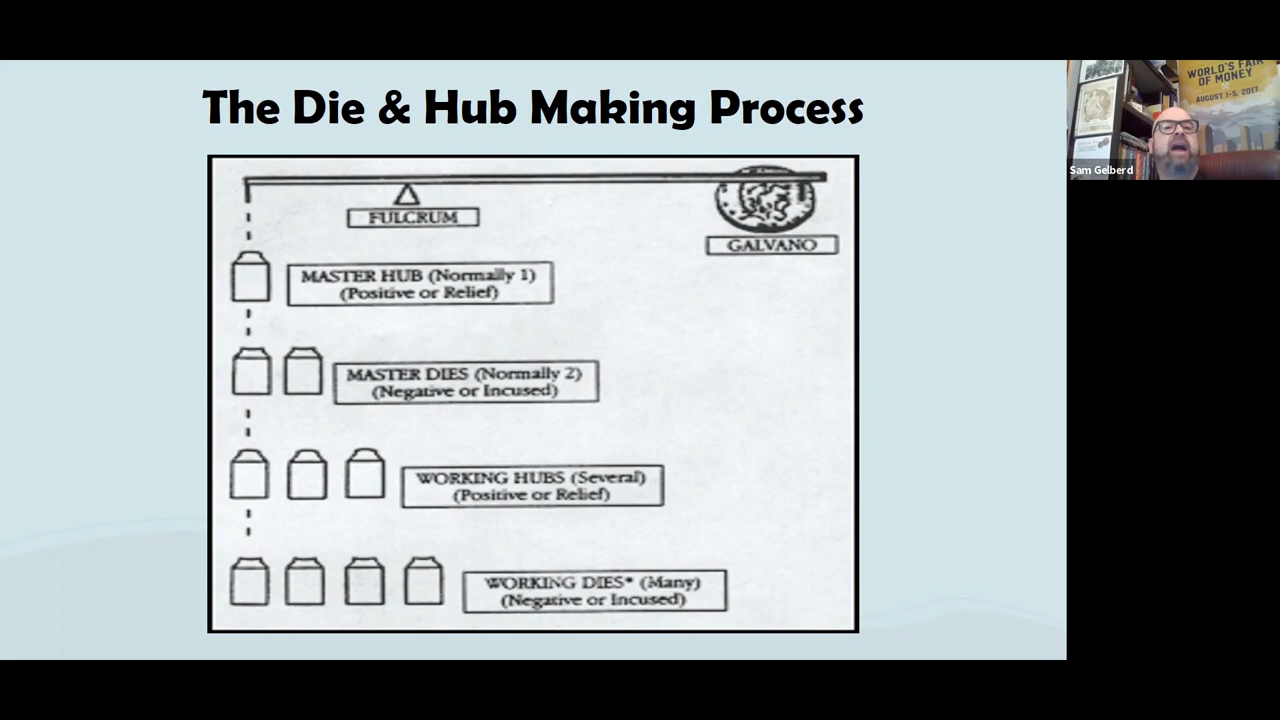 The Die & Hub Making Process
FULCRUM
GALVANO
MASTER HUB (Normally 1)
(Positive or Relief)
MASTER DIES (Normally 2)
(Negative or Incused)
WORKING HUBS (Several)
(Positive or Relief)
WORKING DIES* (Many)
(Negative or Incused)
WORLD'S FAIR
OF MONEY
AUGUST 1-5, 2017
Sam Gelberd